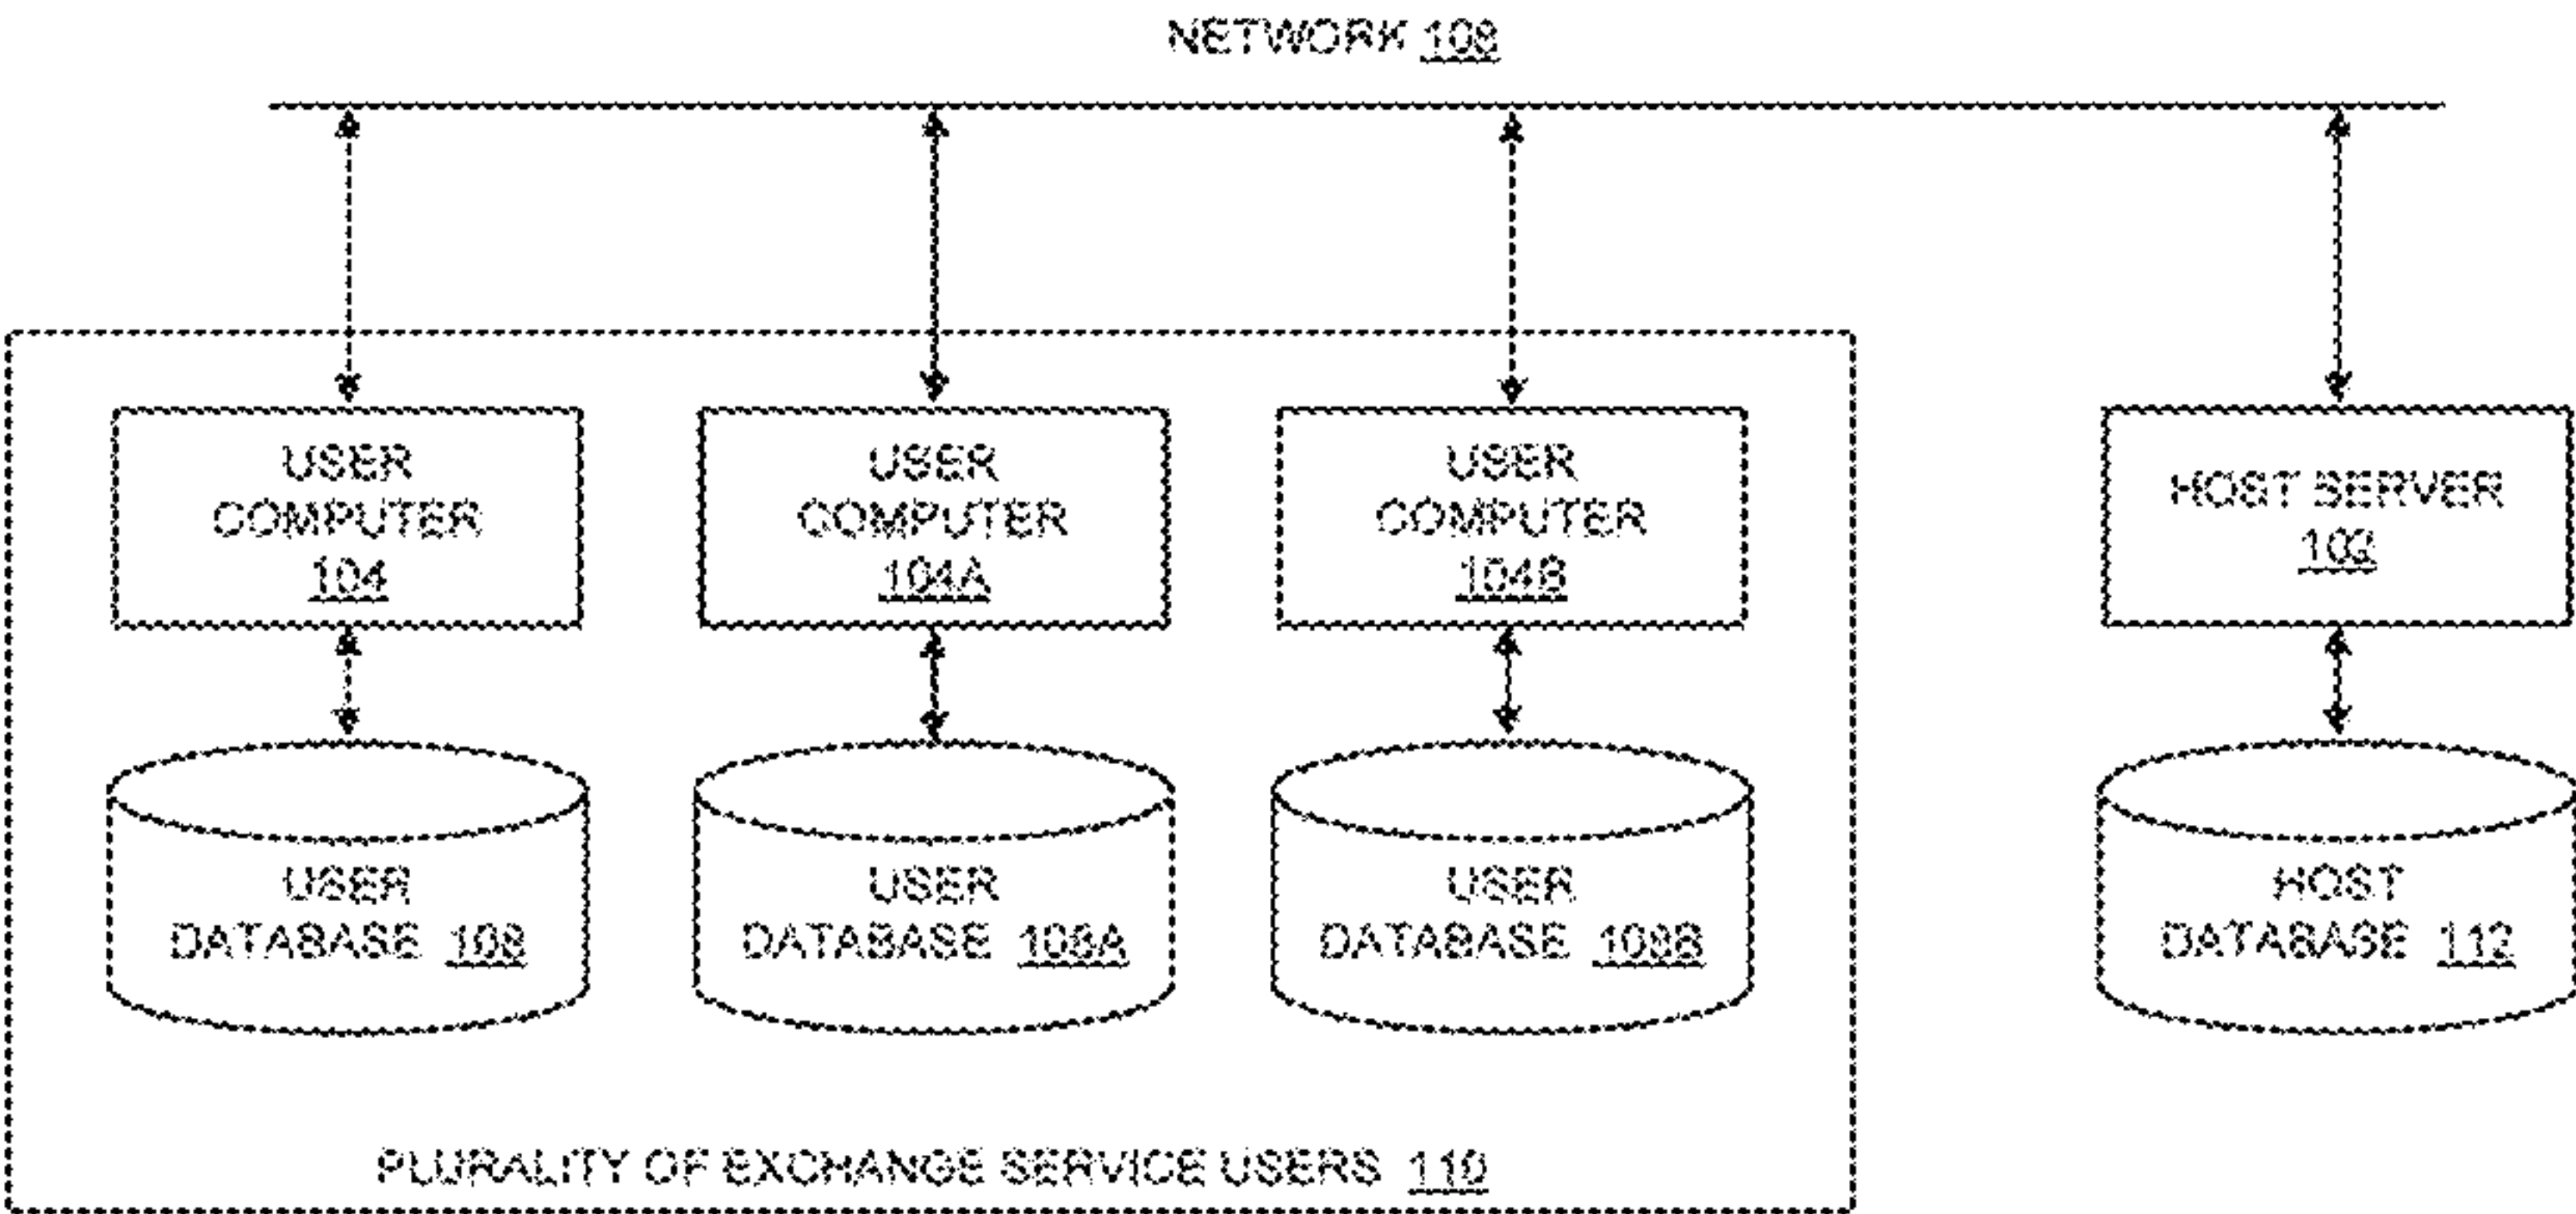 NETWORK 108
USER
COMPUTER
104
USER
COMPUTER
104A
USER
COMPUTER
104B
HOST SERVER
102
USER
DATABASE 108
USER
DATABASE 108A
USER
DATABASE 108B
HOST
DATABASE 112
PLURALITY OF EXCHANGE SERVICE USERS 110